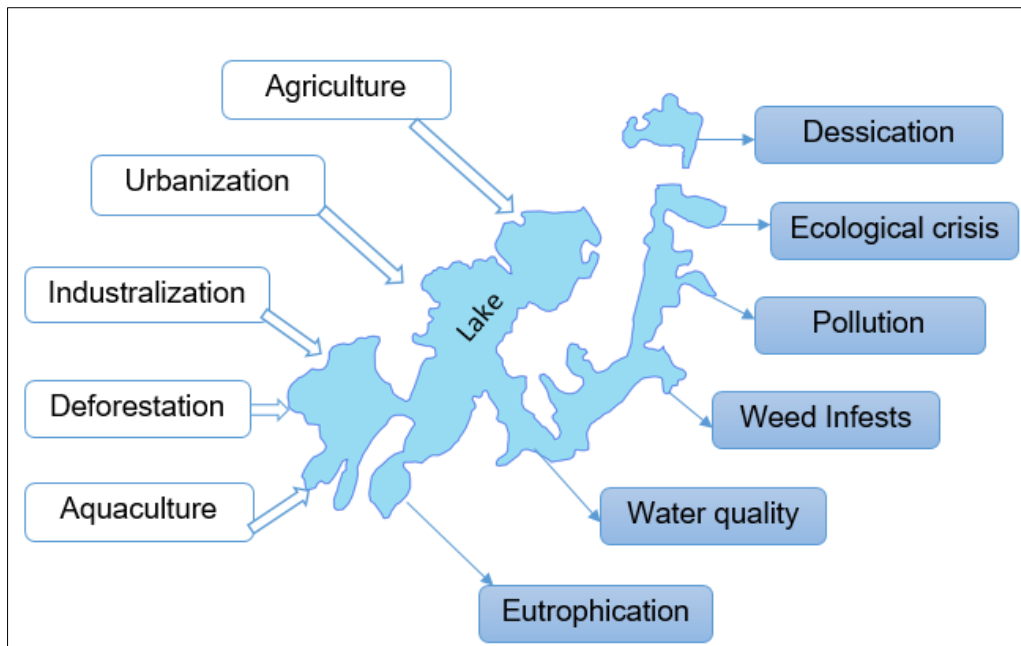 Agriculture
Urbanization
Industralization
Deforestation
Aquaculture
Lake
Dessication
Ecological crisis
Pollution
Weed Infests
Water quality
Eutrophication